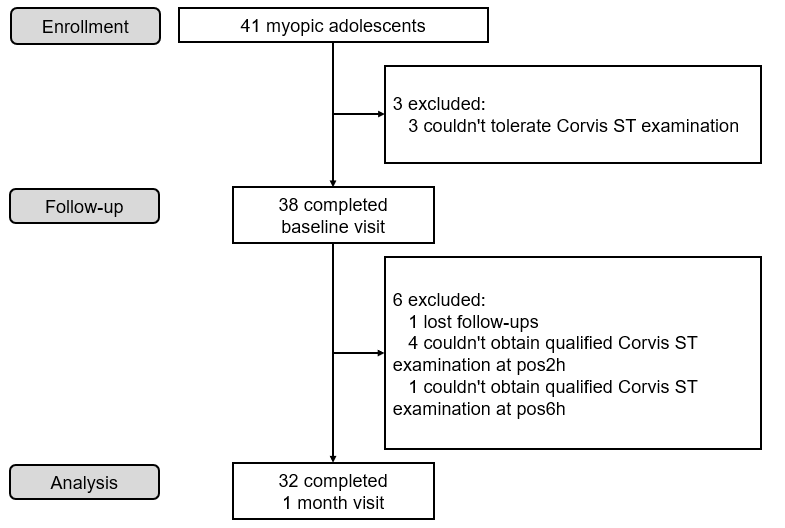 Enrollment
41 myopic adolescents
3 excluded:
3 couldn't tolerate Corvis ST examination
Follow-up
38 completed
baseline visit
6 excluded:
1 lost follow-ups
4 couldn't obtain qualified Corvis ST
examination at pos2h
1 couldn't obtain qualified Corvis ST
examination at pos6h
Analysis
32 completed
1 month visit